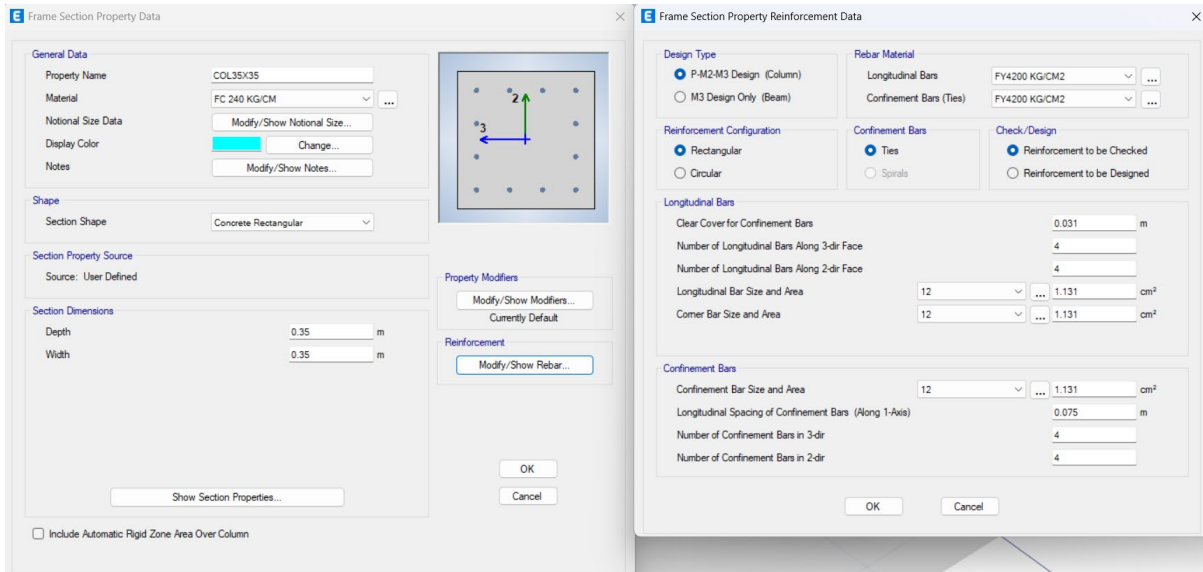 E Frame Section Property Data
General Data
Property Name COL35X35
Material FC 240 KG/CM ...
Notional Size Data Modify/Show Notional Size...
Display Color Change...
Notes Modify/Show Notes...
Shape
Section Shape Concrete Rectangular
Section Property Source
Source: User Defined
Section Dimensions
Depth 0.35 m
Width 0.35 m
Show Section Properties...
Include Automatic Rigid Zone Area Over Column
2
3
Property Modifiers
Modify/Show Modifiers...
Currently Default
Reinforcement
Modify/Show Rebar...
OK
Cancel
E Frame Section Property Reinforcement Data
Design Type
P-M2-M3 Design (Column)
M3 Design Only (Beam)
Rebar Material
Longitudinal Bars FY4200 KG/CM2 ...
Confinement Bars (Ties) FY4200 KG/CM2 ...
Reinforcement Configuration
Rectangular
Circular
Confinement Bars
Ties
Spirals
Check/Design
Reinforcement to be Checked
Reinforcement to be Designed
Longitudinal Bars
Clear Cover for Confinement Bars 0.031 m
Number of Longitudinal Bars Along 3-dir Face 4
Number of Longitudinal Bars Along 2-dir Face 4
Longitudinal Bar Size and Area 12 ... 1.131 cm²
Corner Bar Size and Area 12 ... 1.131 cm²
Confinement Bars
Confinement Bar Size and Area 12 ... 1.131 cm²
Longitudinal Spacing of Confinement Bars (Along 1-Axis) 0.075 m
Number of Confinement Bars in 3-dir 4
Number of Confinement Bars in 2-dir 4
OK Cancel